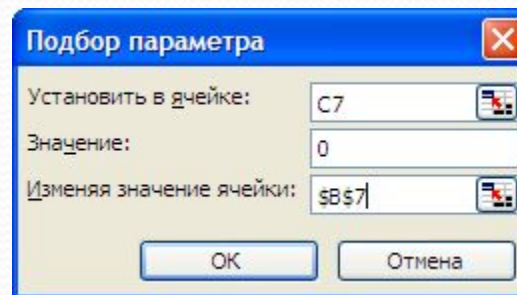 Подбор параметра
Установить в ячейке: C7
Значение: 0
Изменяя значение ячейки: $B$7
ОК Отмена